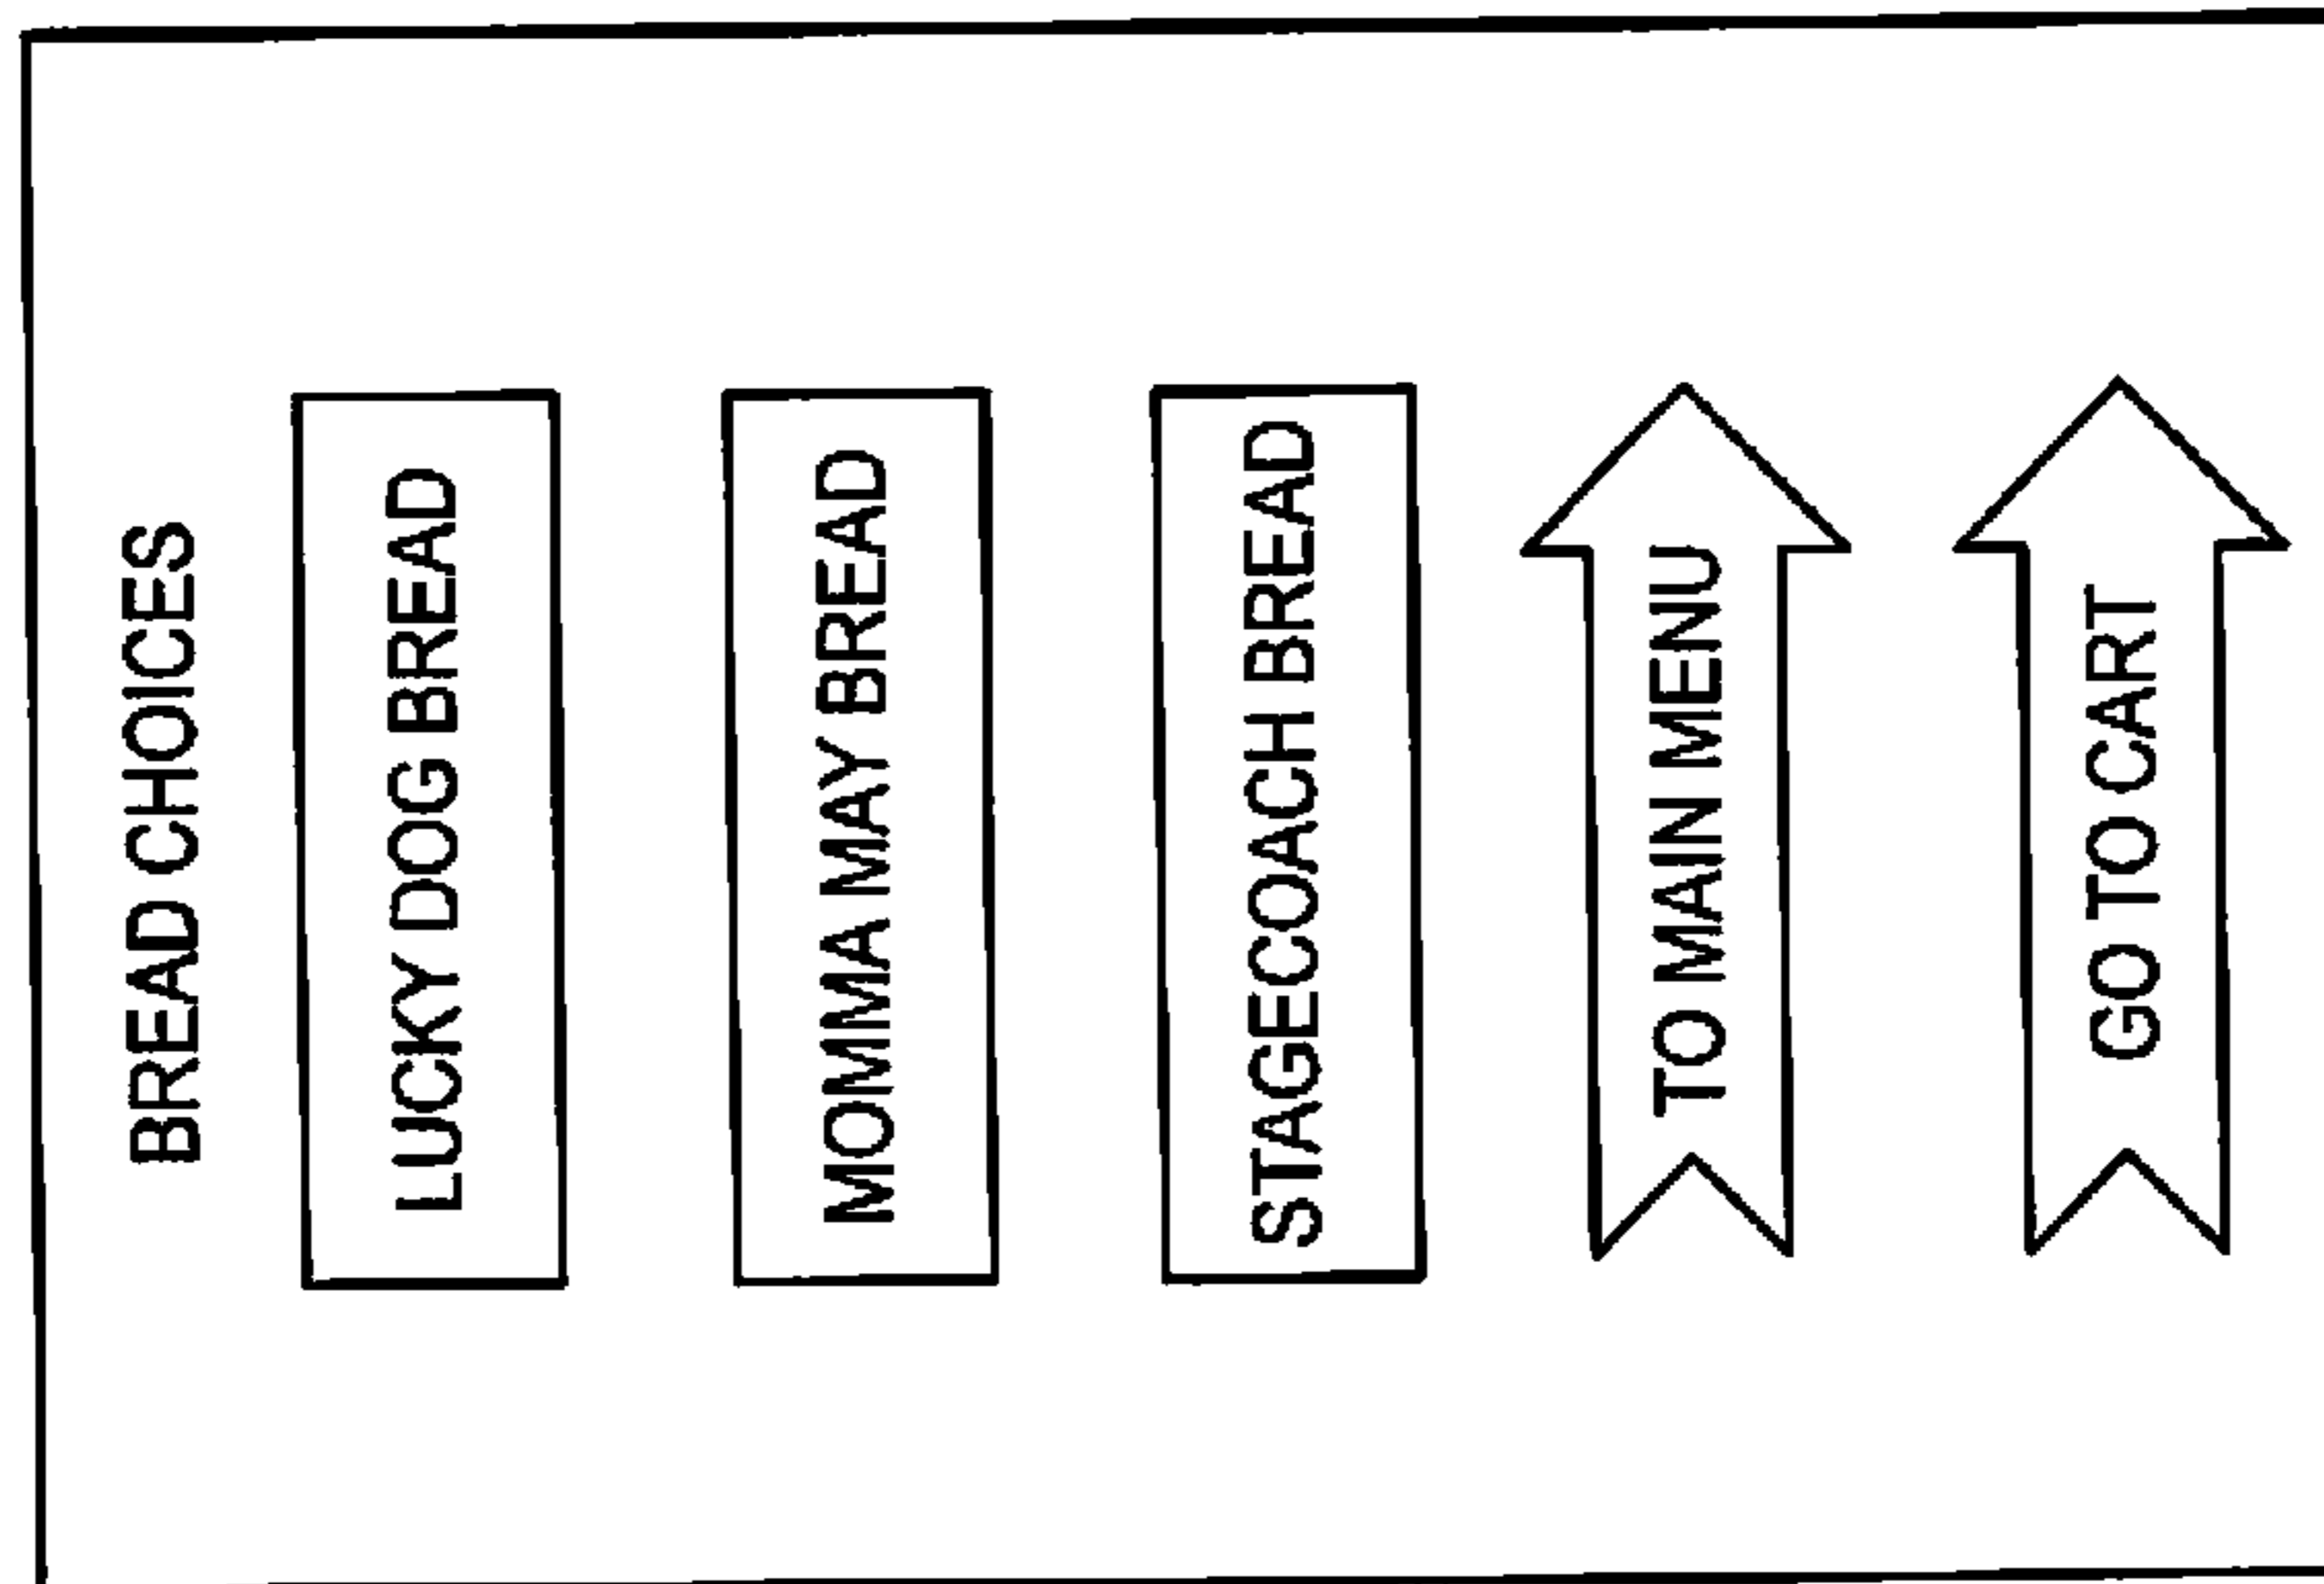 BREAD CHOICES
LUCKY DOG BREAD
MOMMA MAY BREAD
STAGECOACH BREAD
TO MAIN MENU
GO TO CART